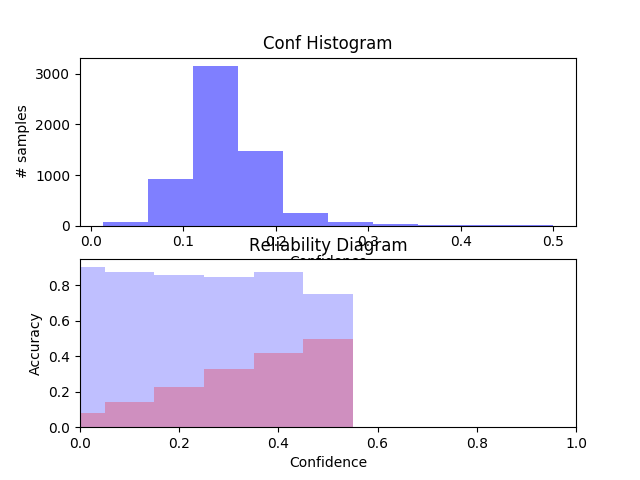 Conf Histogram
# samples
3000
2000
1000
0
0.0 0.1 0.2 0.3 0.4 0.5
Confidence
Reliability Diagram
Accuracy
0.8
0.6
0.4
0.2
0.0
0.0 0.2 0.4 0.6 0.8 1.0
Confidence